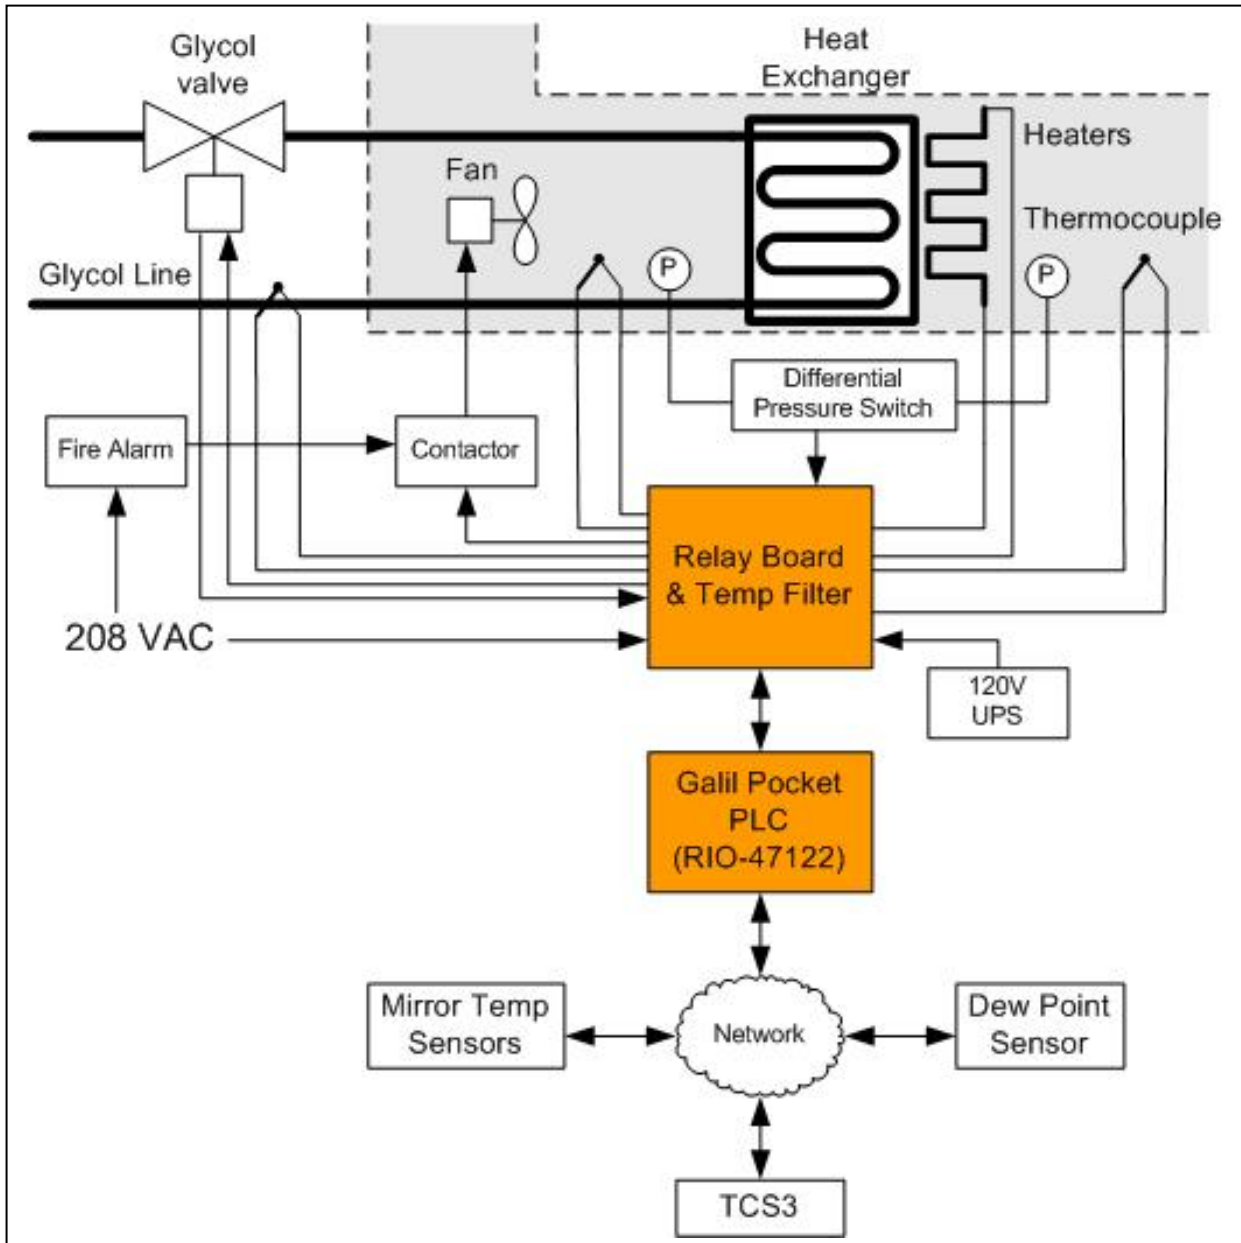 Glycol
valve
Heat
Exchanger
Heaters
Fan
Thermocouple
Glycol Line
P
P
Differential
Pressure Switch
Fire Alarm
Contactor
Relay Board
& Temp Filter
208 VAC
120V
UPS
Galil Pocket
PLC
(RIO-47122)
Mirror Temp
Sensors
Network
Dew Point
Sensor
TCS3